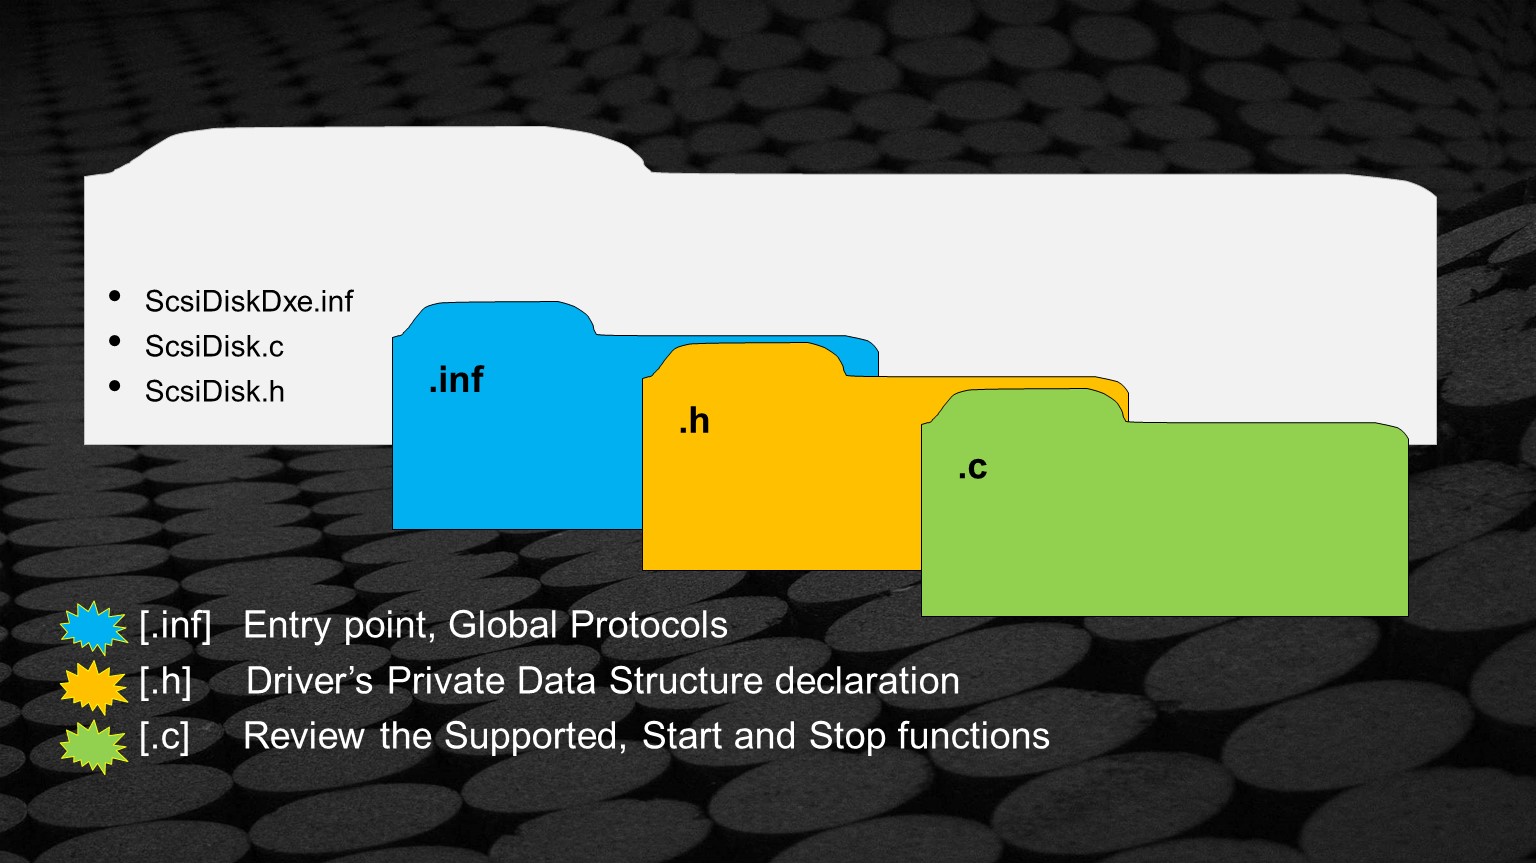 • ScsiDiskDxe.inf
• ScsiDisk.c
• ScsiDisk.h
.inf
.h
.c
[.inf] Entry point, Global Protocols
[.h] Driver’s Private Data Structure declaration
[.c] Review the Supported, Start and Stop functions